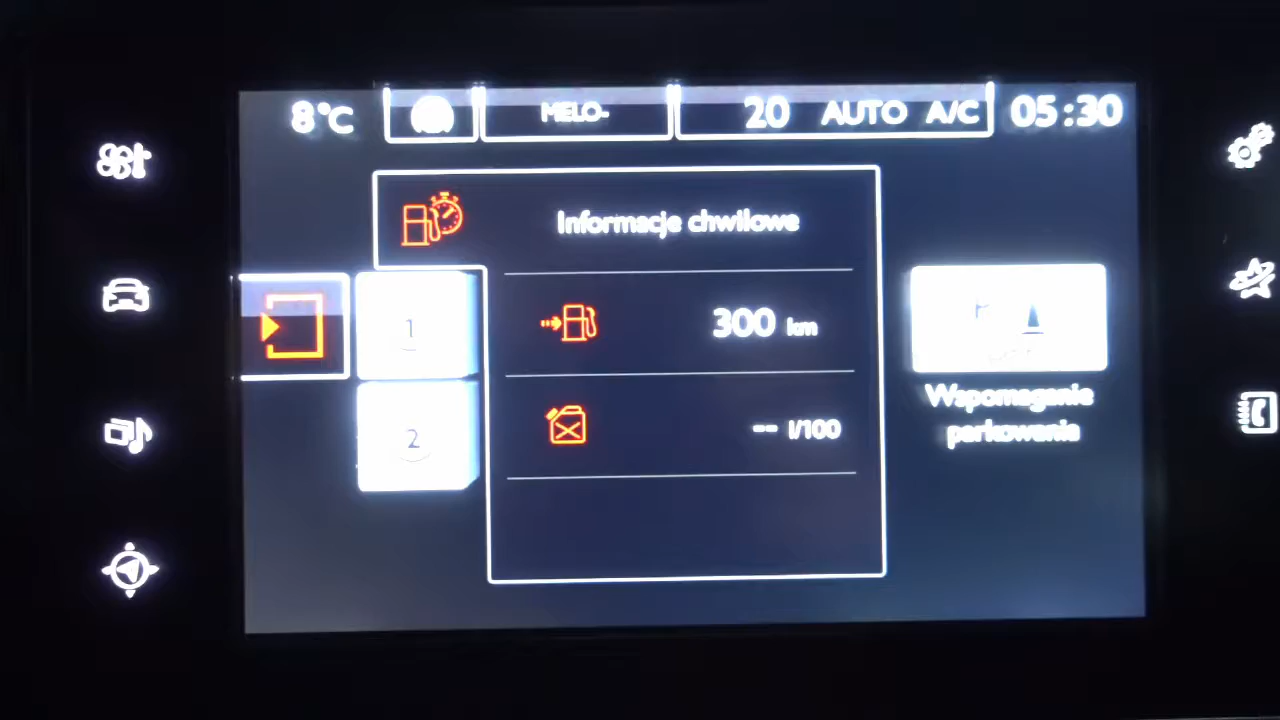 8°C
MELO-
20 AUTO A/C
05:30
Informacje chwilowe
1
300 km
2
-- l/100
Wspomaganie
parkowania